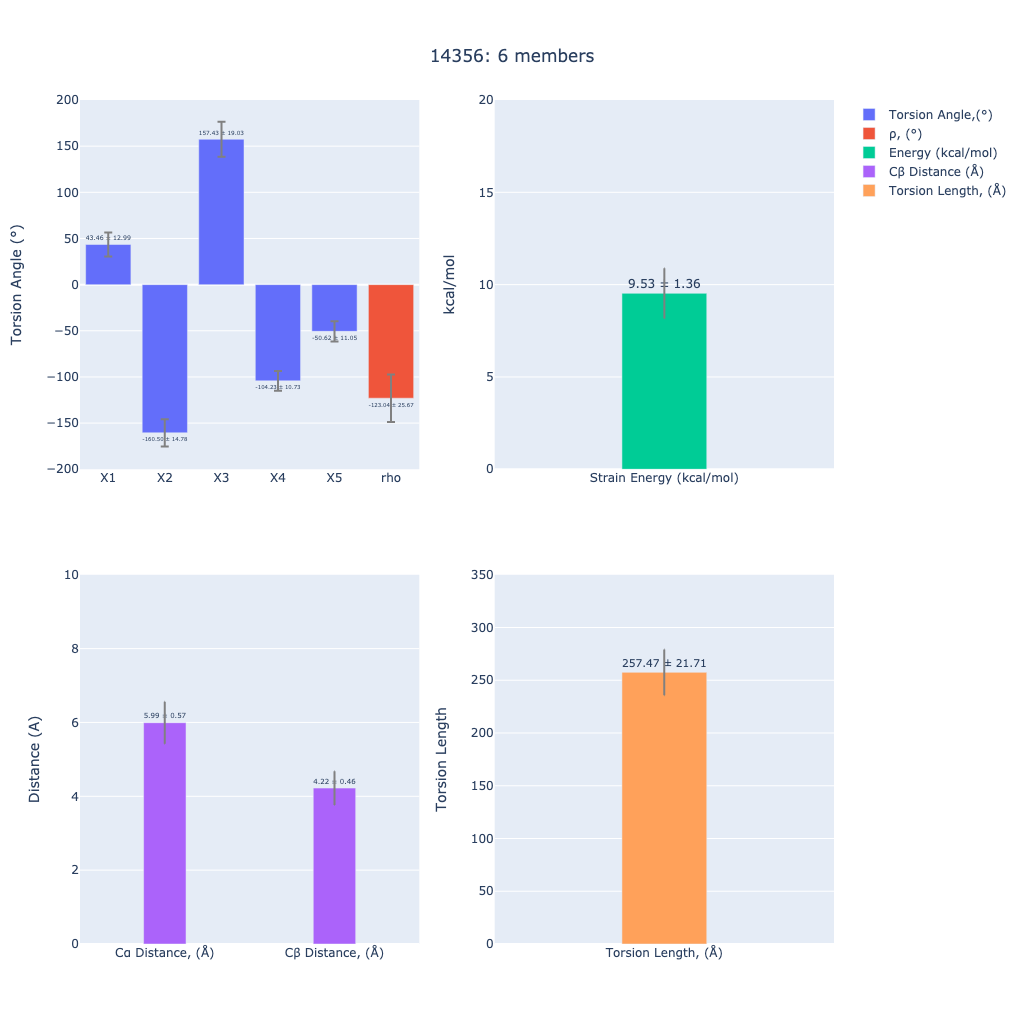 14356: 6 members
Torsion Angle (°)
200
150
100
50
0
−50
−100
−150
−200
43.46 ± 12.99
-160.50 ± 14.78
157.43 ± 19.03
-104.23 ± 10.73
-50.62 ± 11.05
-123.04 ± 25.67
X1 X2 X3 X4 X5 rho
kcal/mol
20
15
10
5
0
9.53 ± 1.36
Strain Energy (kcal/mol)
Torsion Angle,(°)
ρ, (°)
Energy (kcal/mol)
Cβ Distance (Å)
Torsion Length, (Å)
Distance (A)
10
8
6
4
2
0
5.99 ± 0.57
4.22 ± 0.46
Cα Distance, (Å) Cβ Distance, (Å)
Torsion Length
350
300
250
200
150
100
50
0
257.47 ± 21.71
Torsion Length, (Å)